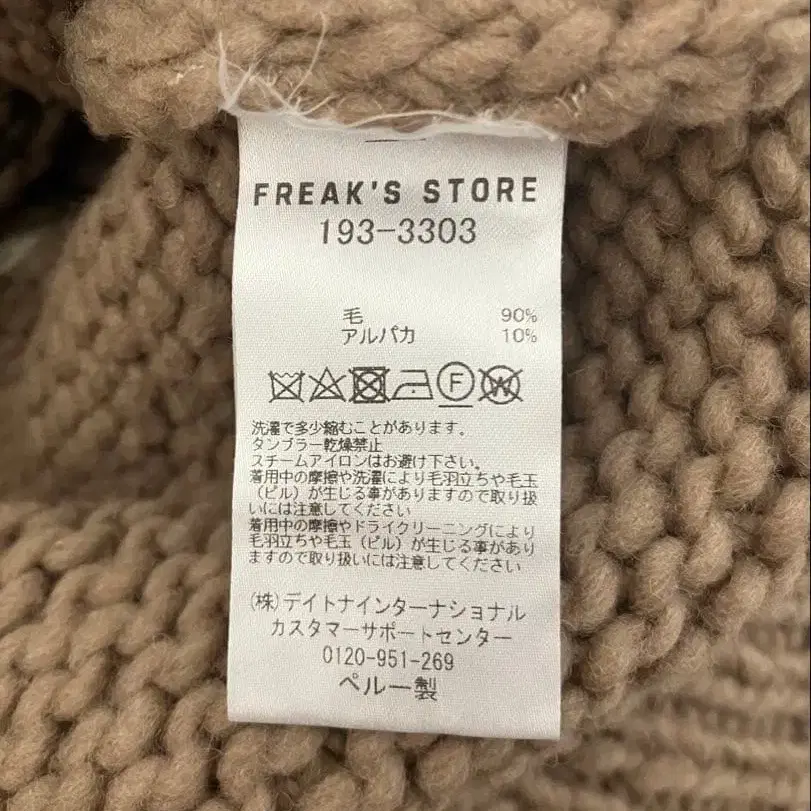 FREAK'S STORE
193-3303
毛 90%
アルパカ 10%
F W
洗濯で多少縮むことがあります。
タンブラー乾燥禁止
スチームアイロンはお避け下さい。
着用中の摩擦や洗濯により毛羽立ちや毛玉
(ピル)が生じる事がありますので取り扱
いには注意してください
着用中の摩擦やドライクリーニングにより
毛羽立ちや毛玉(ピル)が生じる事があり
ますので取り扱いには注意してください
(株)デイトナインターナショナル
カスタマーサポートセンター
0120-951-269
ペルー製